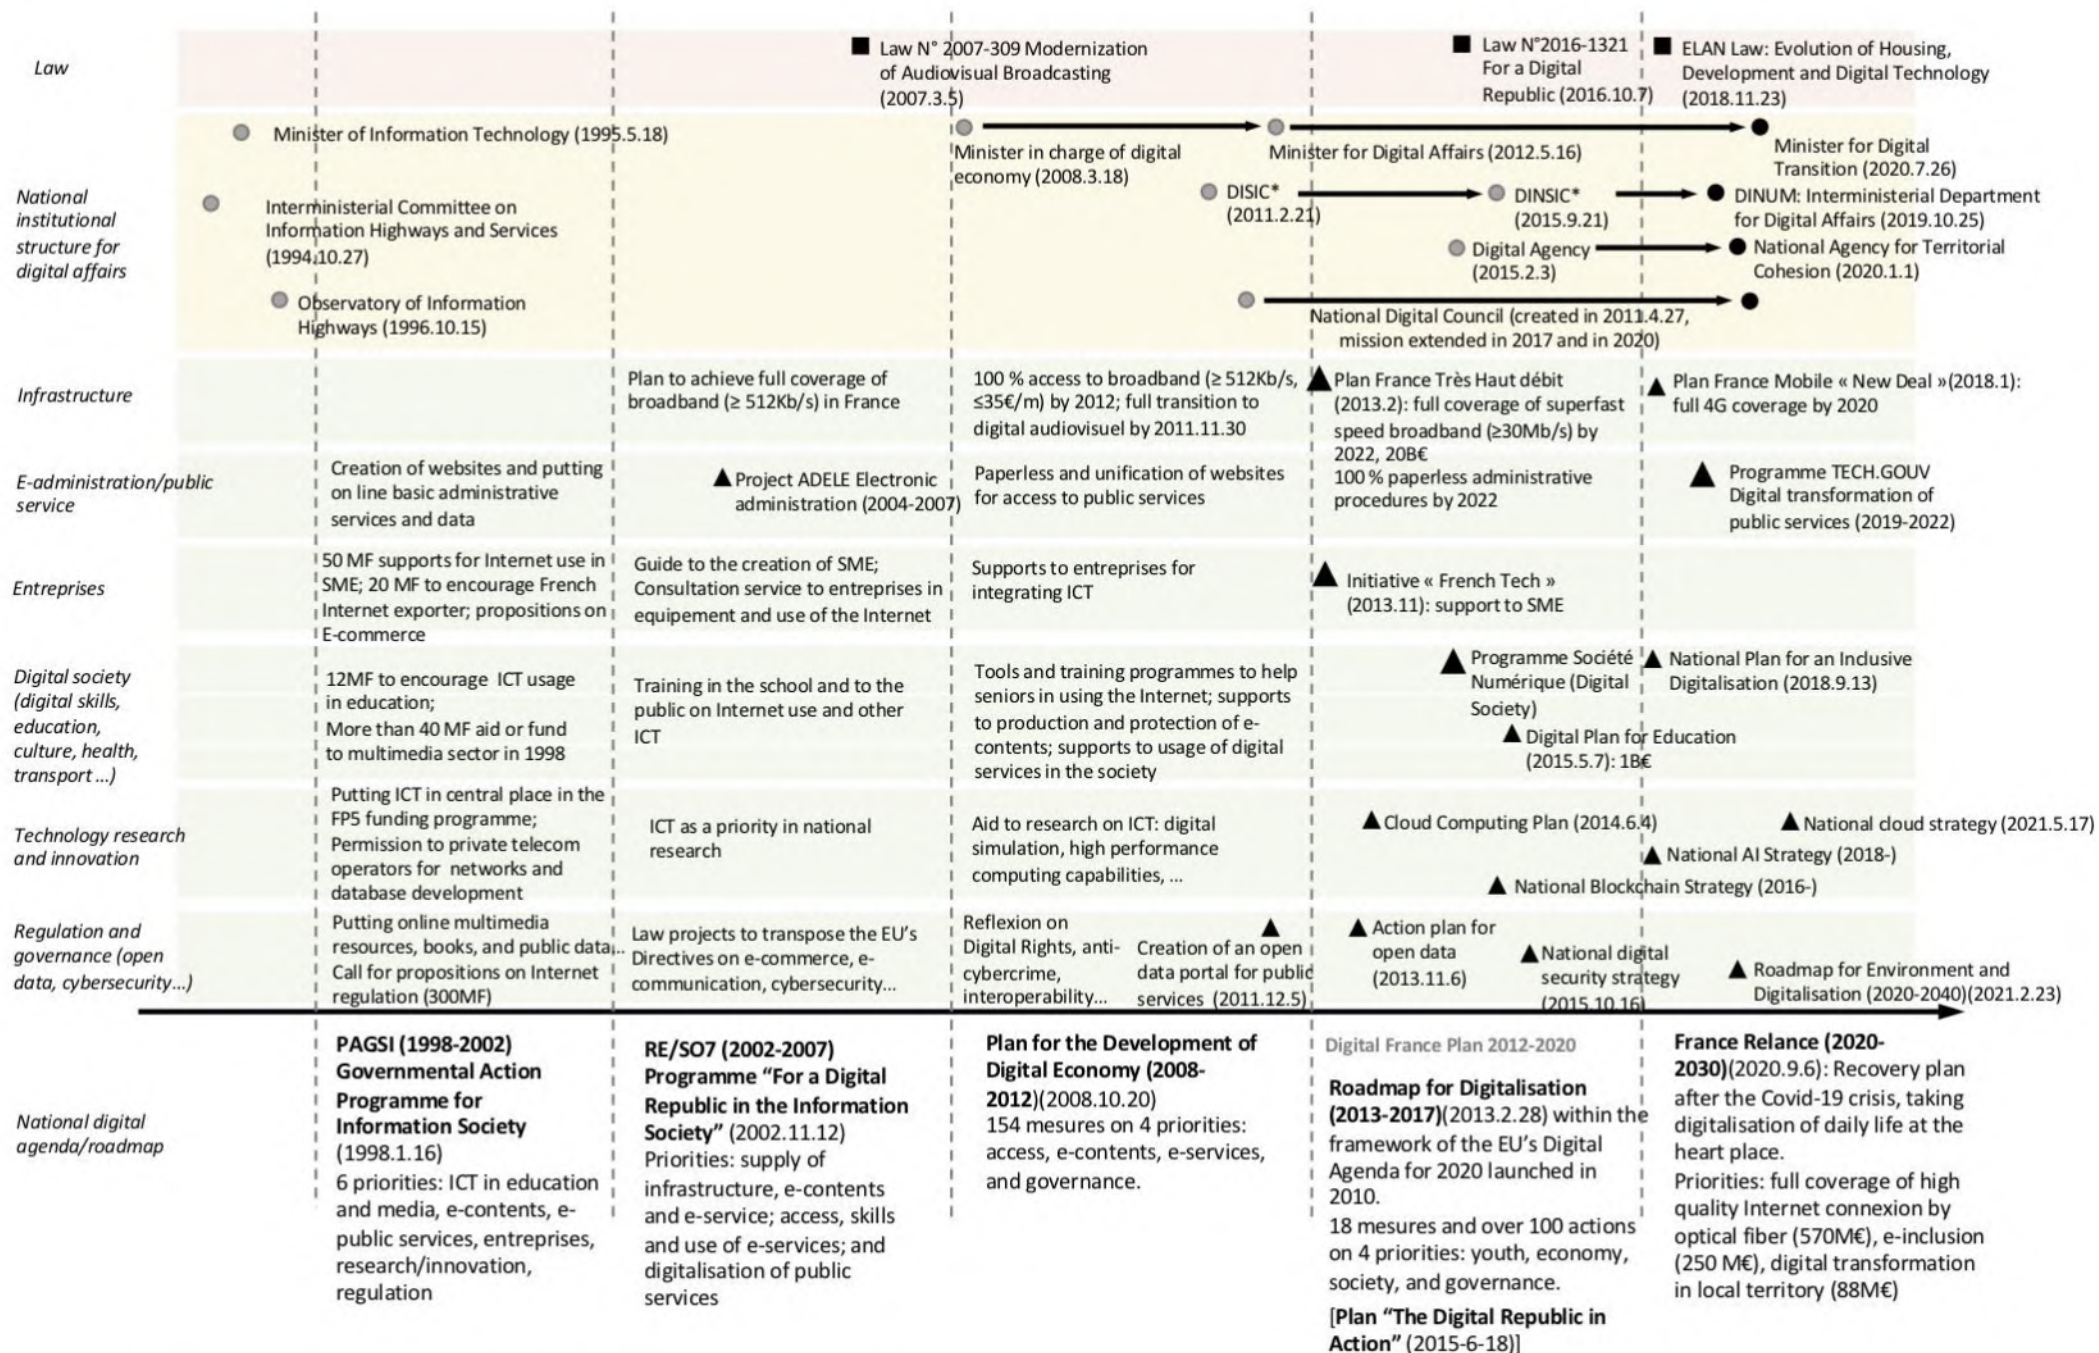 Law
Law N° 2007-309 Modernization
of Audiovisual Broadcasting
(2007.3.5)
Law N°2016-1321
For a Digital
Republic (2016.10.7)
ELAN Law: Evolution of Housing,
Development and Digital Technology
(2018.11.23)
National
institutional
structure for
digital affairs
Minister of Information Technology (1995.5.18)
Interministerial Committee on
Information Highways and Services
(1994.10.27)
Observatory of Information
Highways (1996.10.15)
Minister in charge of digital
economy (2008.3.18)
Minister for Digital Affairs (2012.5.16)
Minister for Digital
Transition (2020.7.26)
DISIC*
(2011.2.21)
DINSIC*
(2015.9.21)
DINUM: Interministerial Department
for Digital Affairs (2019.10.25)
Digital Agency
(2015.2.3)
National Agency for Territorial
Cohesion (2020.1.1)
National Digital Council (created in 2011.4.27,
mission extended in 2017 and in 2020)
Infrastructure
Plan to achieve full coverage of
broadband (≥ 512Kb/s) in France
100 % access to broadband (≥ 512Kb/s,
≤35€/m) by 2012; full transition to
digital audiovisuel by 2011.11.30
Plan France Très Haut débit
(2013.2): full coverage of superfast
speed broadband (≥30Mb/s) by
2022, 20B€
Plan France Mobile « New Deal »(2018.1):
full 4G coverage by 2020
E-administration/public
service
Creation of websites and putting
on line basic administrative
services and data
Project ADELE Electronic
administration (2004-2007)
Paperless and unification of websites
for access to public services
100 % paperless administrative
procedures by 2022
Programme TECH.GOUV
Digital transformation of
public services (2019-2022)
Entreprises
50 MF supports for Internet use in
SME; 20 MF to encourage French
Internet exporter; propositions on
E-commerce
Guide to the creation of SME;
Consultation service to entreprises in
equipement and use of the Internet
Supports to entreprises for
integrating ICT
Initiative « French Tech »
(2013.11): support to SME
Digital society
(digital skills,
education,
culture, health,
transport ...)
12MF to encourage ICT usage
in education;
More than 40 MF aid or fund
to multimedia sector in 1998
Training in the school and to the
public on Internet use and other
ICT
Tools and training programmes to help
seniors in using the Internet; supports
to production and protection of e-
contents; supports to usage of digital
services in the society
Programme Société
Numérique (Digital
Society)
Digital Plan for Education
(2015.5.7): 1B€
National Plan for an Inclusive
Digitalisation (2018.9.13)
Technology research
and innovation
Putting ICT in central place in the
FP5 funding programme;
Permission to private telecom
operators for networks and
database development
ICT as a priority in national
research
Aid to research on ICT: digital
simulation, high performance
computing capabilities, ...
Cloud Computing Plan (2014.6.4)
National cloud strategy (2021.5.17)
National AI Strategy (2018-)
National Blockchain Strategy (2016-)
Regulation and
governance (open
data, cybersecurity...)
Putting online multimedia
resources, books, and public data...
Call for propositions on Internet
regulation (300MF)
Law projects to transpose the EU's
Directives on e-commerce, e-
communication, cybersecurity...
Reflexion on
Digital Rights, anti-
cybercrime,
interoperability...
Creation of an open
data portal for public
services (2011.12.5)
Action plan for
open data
(2013.11.6)
National digital
security strategy
(2015.10.16)
Roadmap for Environment and
Digitalisation (2020-2040)(2021.2.23)
National digital
agenda/roadmap
PAGSI (1998-2002)
Governmental Action
Programme for
Information Society
(1998.1.16)
6 priorities: ICT in education
and media, e-contents, e-
public services, entreprises,
research/innovation,
regulation
RE/SO7 (2002-2007)
Programme “For a Digital
Republic in the Information
Society” (2002.11.12)
Priorities: supply of
infrastructure, e-contents
and e-service; access, skills
and use of e-services; and
digitalisation of public
services
Plan for the Development of
Digital Economy (2008-
2012)(2008.10.20)
154 mesures on 4 priorities:
access, e-contents, e-services,
and governance.
Digital France Plan 2012-2020
Roadmap for Digitalisation
(2013-2017)(2013.2.28) within the
framework of the EU's Digital
Agenda for 2020 launched in
2010.
18 mesures and over 100 actions
on 4 priorities: youth, economy,
society, and governance.
[Plan “The Digital Republic in
Action” (2015-6-18)]
France Relance (2020-
2030)(2020.9.6): Recovery plan
after the Covid-19 crisis, taking
digitalisation of daily life at the
heart place.
Priorities: full coverage of high
quality Internet connexion by
optical fiber (570M€), e-inclusion
(250 M€), digital transformation
in local territory (88M€)